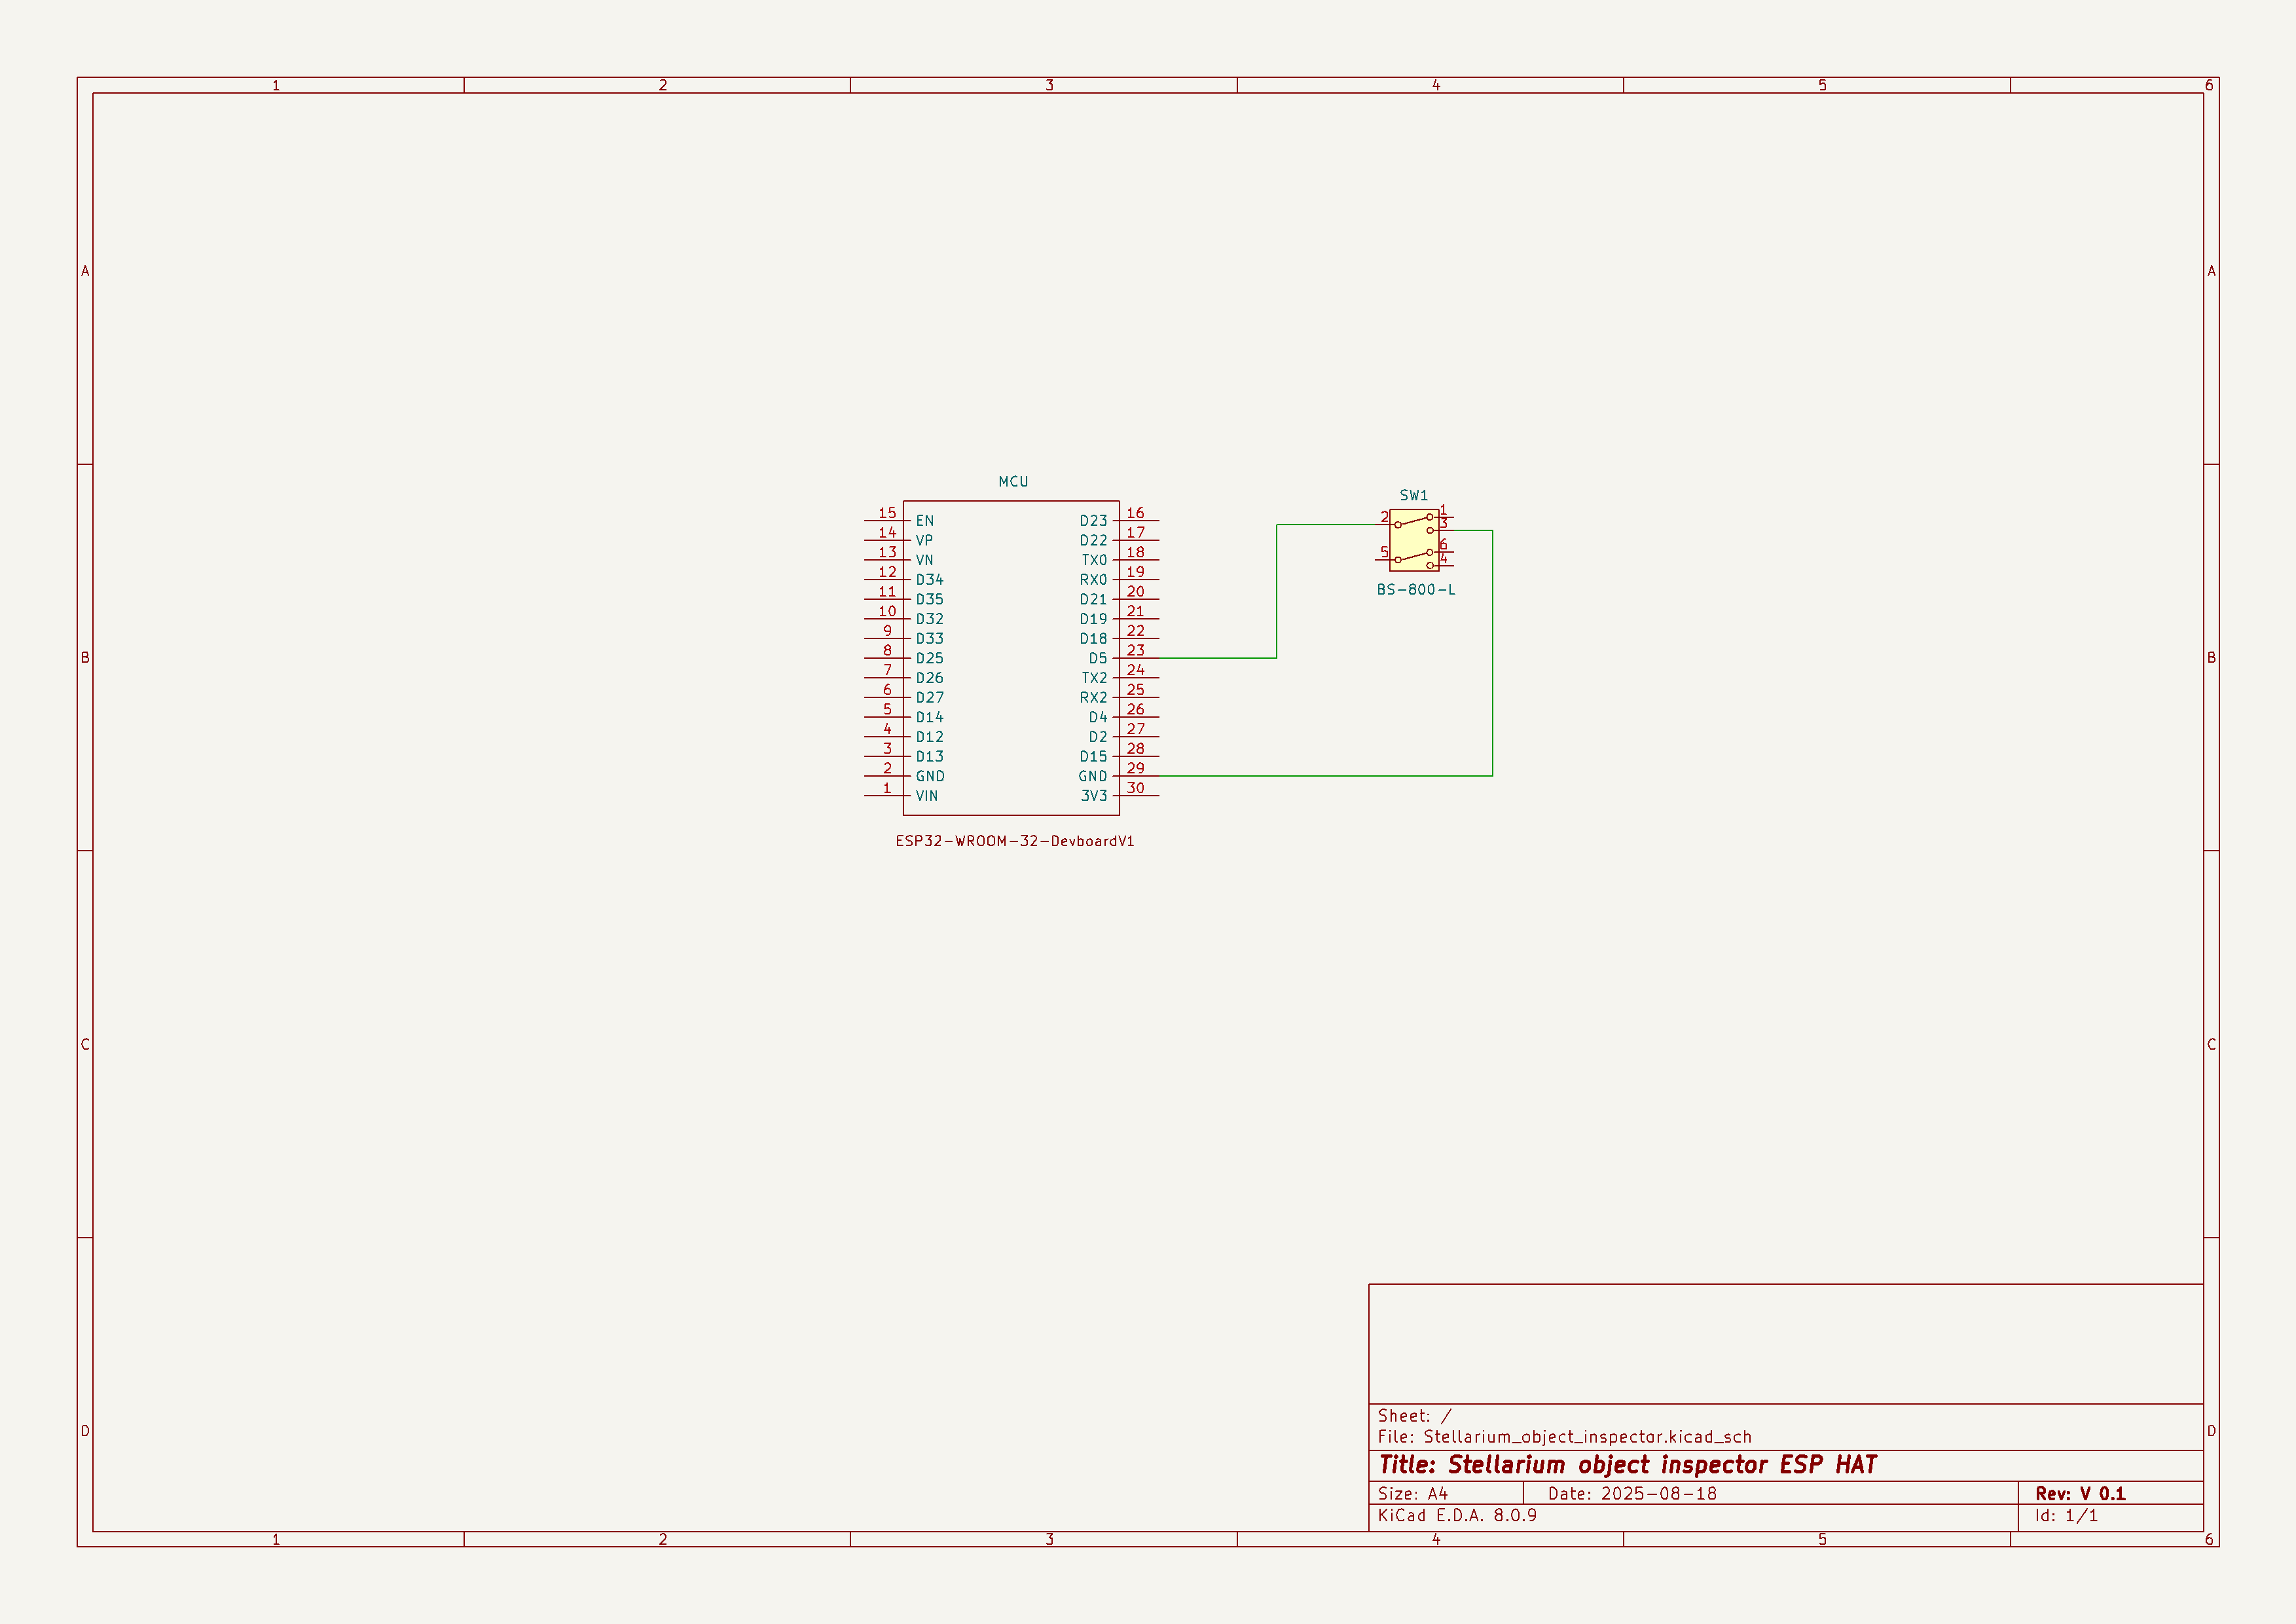 1 2 3 4 5 6
A A
MCU
SW1
15 EN D23 16
14 VP D22 17
13 VN TX0 18
12 D34 RX0 19
11 D35 D21 20
10 D32 D19 21
9 D33 D18 22
8 D25 D5 23
7 D26 TX2 24
6 D27 RX2 25
5 D14 D4 26
4 D12 D2 27
3 D13 D15 28
2 GND GND 29
1 VIN 3V3 30
2 1
3
5 6
4
BS-800-L
B B
ESP32-WROOM-32-DevboardV1
C C
D D
Sheet: /
File: Stellarium_object_inspector.kicad_sch
Title: Stellarium object inspector ESP HAT
Size: A4 Date: 2025-08-18 Rev: V 0.1
KiCad E.D.A. 8.0.9 Id: 1/1
1 2 3 4 5 6